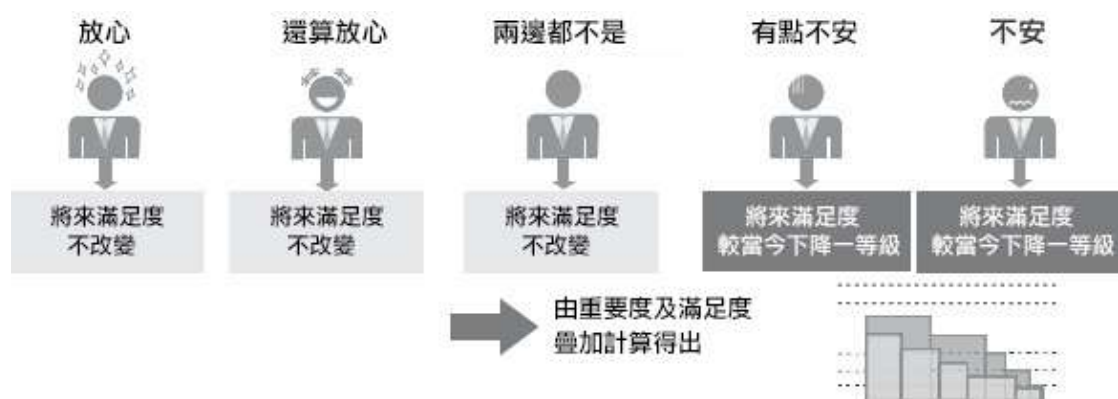 放心
還算放心
兩邊都不是
有點不安
不安
將來滿足度
不改變
將來滿足度
不改變
將來滿足度
不改變
將來滿足度
較當今下降一等級
將來滿足度
較當今下降一等級
由重要度及滿足度
疊加計算得出